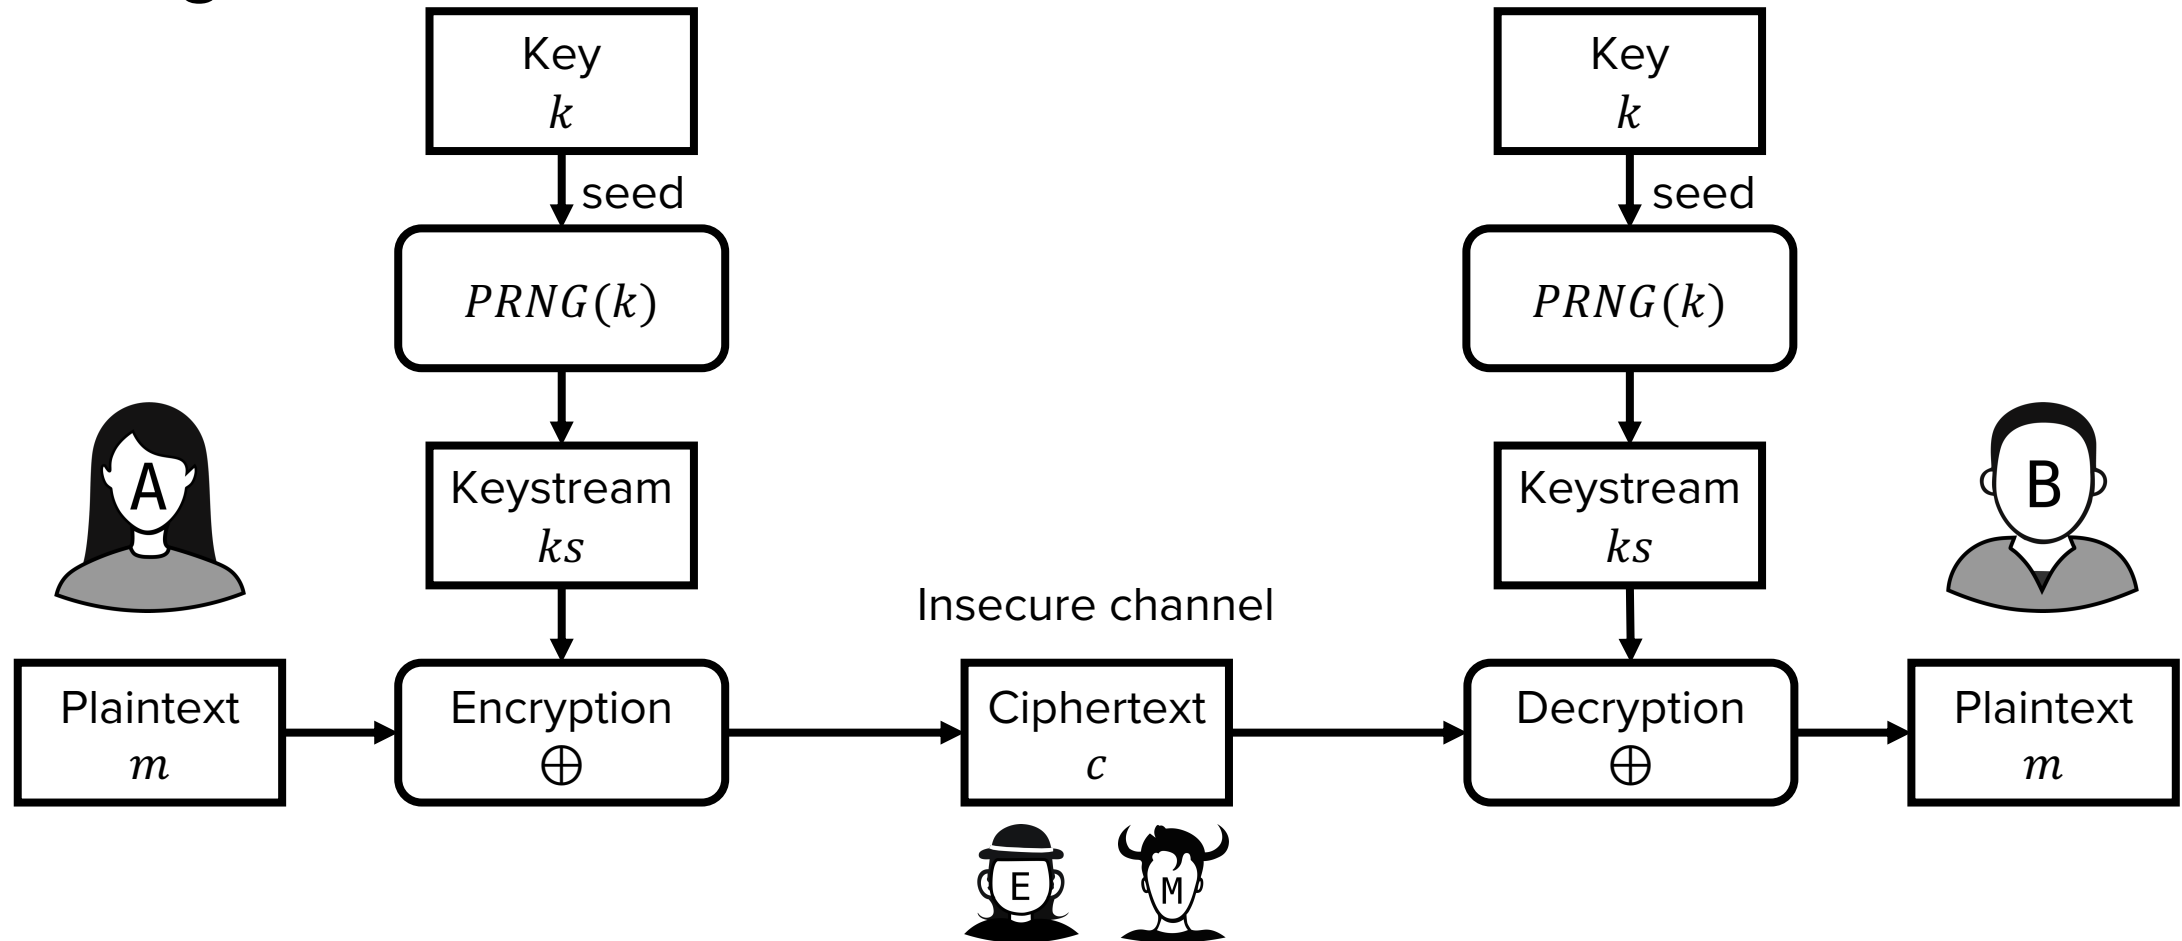 Key
k
seed
PRNG(k)
Keystream
ks
Key
k
seed
PRNG(k)
Keystream
ks
A
B
Insecure channel
Plaintext
m
Encryption
⊕
Ciphertext
c
Decryption
⊕
Plaintext
m
E
M